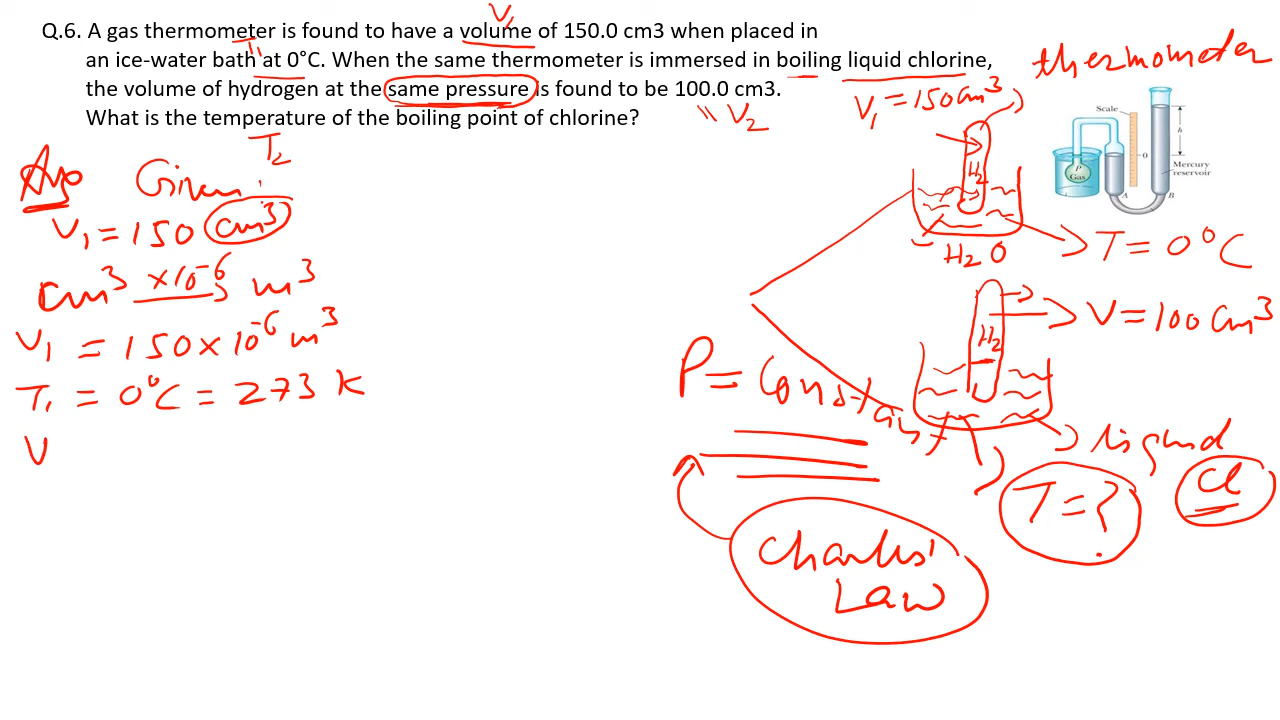 V₁
Q.6. A gas thermometer is found to have a volume of 150.0 cm3 when placed in
T₁
an ice-water bath at 0°C. When the same thermometer is immersed in boiling liquid chlorine,
the volume of hydrogen at the same pressure is found to be 100.0 cm3.
What is the temperature of the boiling point of chlorine?
T₂
" V₂
thermometer
V₁ = 150 cm³
H₂
H₂O
T = 0°C
Scale
h
0
P
Gas
Mercury
reservoir
A
B
Given:
V₁ = 150 cm³
cm³ ×10⁻⁶ m³
V₁ = 150 × 10⁻⁶ m³
T₁ = 0°C = 273 K
V
H₂
V = 100 cm³
P = Constant
liquid
Cl
T = ?
Charles'
Law